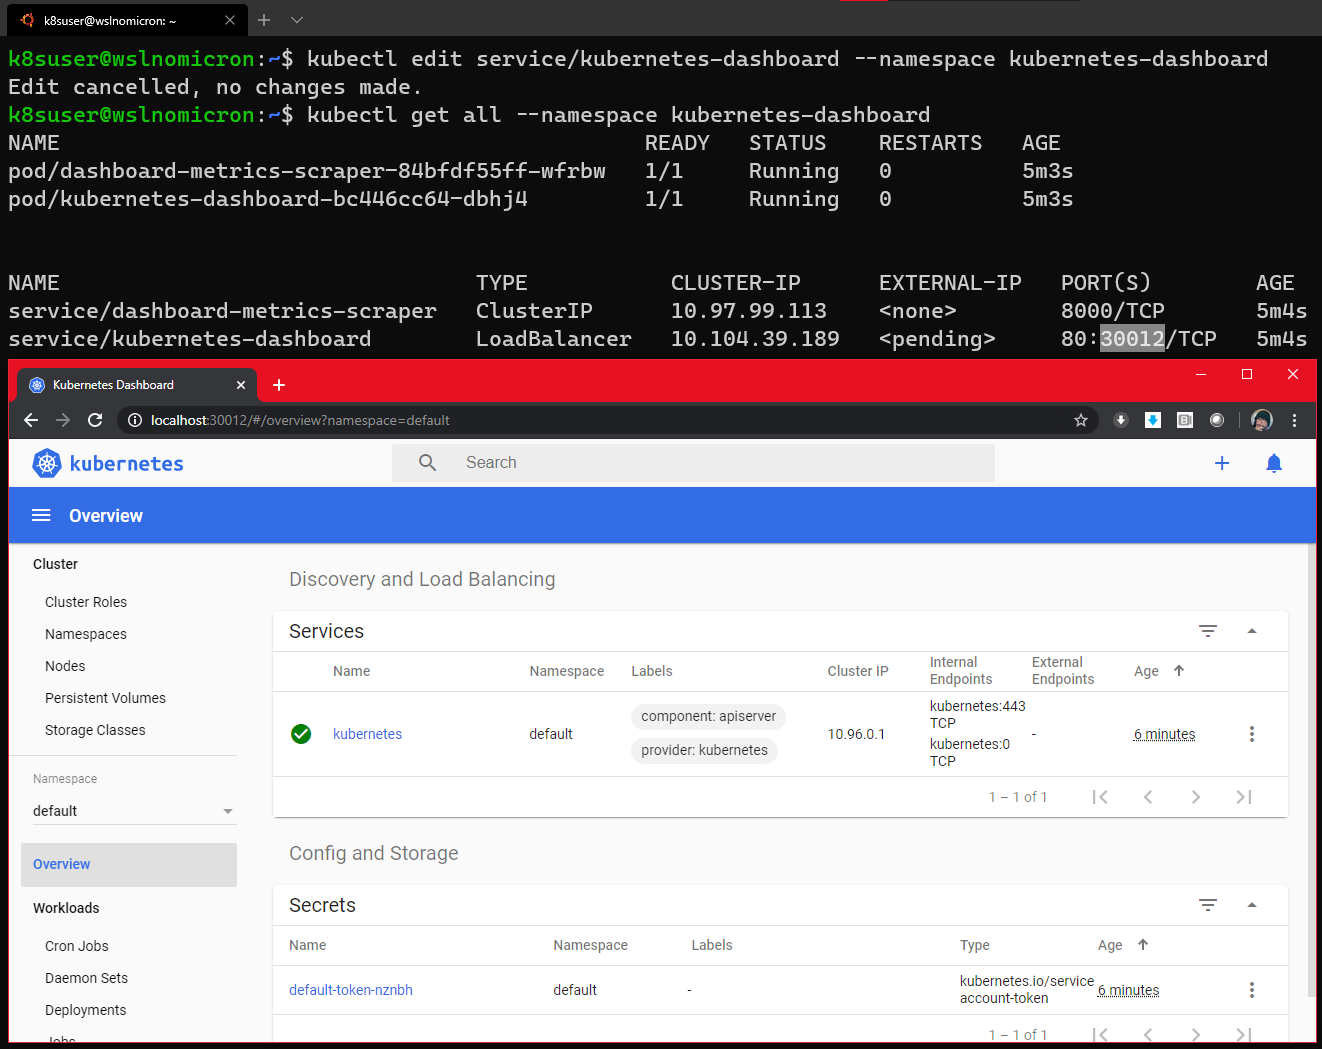 k8suser@wslnomicron: ~
k8suser@wslnomicron:~$ kubectl edit service/kubernetes-dashboard --namespace kubernetes-dashboard
Edit cancelled, no changes made.
k8suser@wslnomicron:~$ kubectl get all --namespace kubernetes-dashboard
NAME READY STATUS RESTARTS AGE
pod/dashboard-metrics-scraper-84bfdf55ff-wfrbw 1/1 Running 0 5m3s
pod/kubernetes-dashboard-bc446cc64-dbhj4 1/1 Running 0 5m3s
NAME TYPE CLUSTER-IP EXTERNAL-IP PORT(S) AGE
service/dashboard-metrics-scraper ClusterIP 10.97.99.113 <none> 8000/TCP 5m4s
service/kubernetes-dashboard LoadBalancer 10.104.39.189 <pending> 80:30012/TCP 5m4s
Kubernetes Dashboard
localhost:30012/#/overview?namespace=default
kubernetes
Search
Overview
Cluster
Cluster Roles
Namespaces
Nodes
Persistent Volumes
Storage Classes
Namespace
default
Overview
Workloads
Cron Jobs
Daemon Sets
Deployments
Jobs
Discovery and Load Balancing
Services
Name Namespace Labels Cluster IP Internal Endpoints External Endpoints Age
kubernetes default component: apiserver provider: kubernetes 10.96.0.1 kubernetes:443 TCP kubernetes:0 TCP - 6 minutes
1 – 1 of 1
Config and Storage
Secrets
Name Namespace Labels Type Age
default-token-nznbh default - kubernetes.io/service account-token 6 minutes
1 – 1 of 1